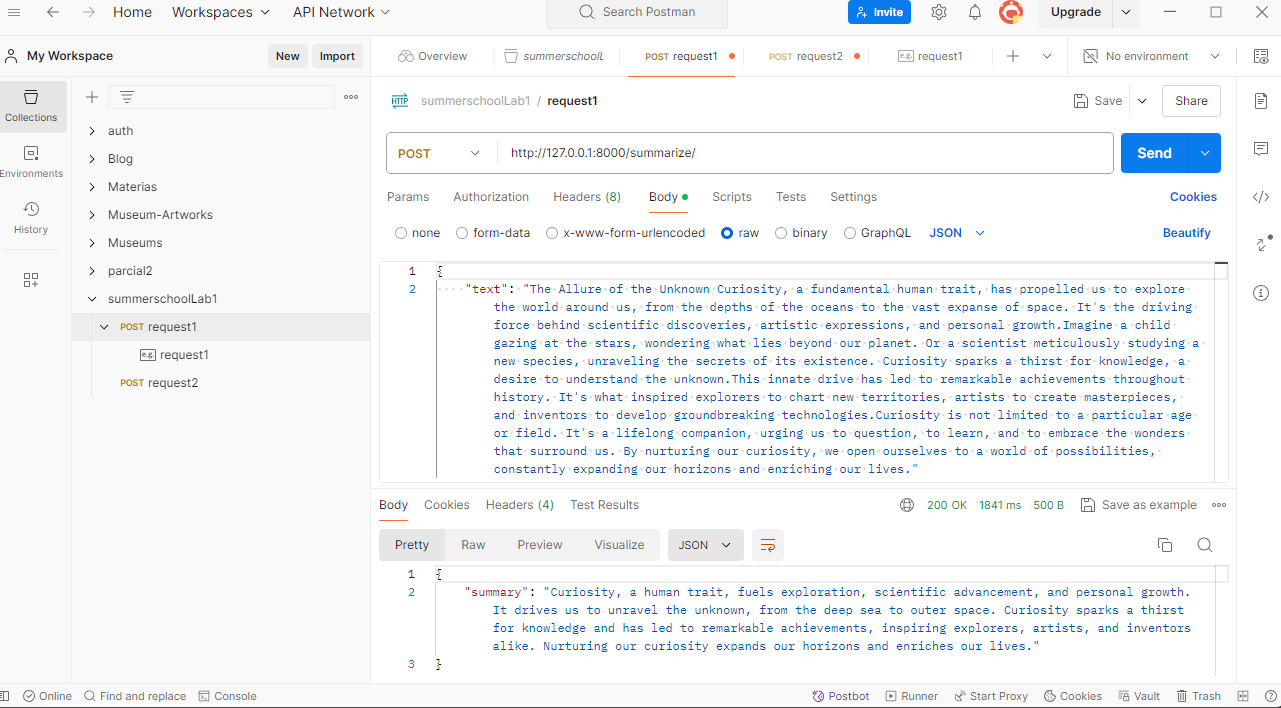 Home Workspaces API Network Search Postman Invite Upgrade
My Workspace New Import Overview summerschoolL POST request1 POST request2 e.g. request1 No environment
HTTP summerschoolLab1 / request1 Save Share
Collections
Environments
History
auth
Blog
Materias
Museum-Artworks
Museums
parcial2
summerschoolLab1
POST request1
e.g. request1
POST request2
POST http://127.0.0.1:8000/summarize/ Send
Params Authorization Headers (8) Body Scripts Tests Settings Cookies
none form-data x-www-form-urlencoded raw binary GraphQL JSON Beautify
1 {
2 "text": "The Allure of the Unknown Curiosity, a fundamental human trait, has propelled us to explore
the world around us, from the depths of the oceans to the vast expanse of space. It's the driving
force behind scientific discoveries, artistic expressions, and personal growth.Imagine a child
gazing at the stars, wondering what lies beyond our planet. Or a scientist meticulously studying a
new species, unraveling the secrets of its existence. Curiosity sparks a thirst for knowledge, a
desire to understand the unknown.This innate drive has led to remarkable achievements throughout
history. It's what inspired explorers to chart new territories, artists to create masterpieces,
and inventors to develop groundbreaking technologies.Curiosity is not limited to a particular age
or field. It's a lifelong companion, urging us to question, to learn, and to embrace the wonders
that surround us. By nurturing our curiosity, we open ourselves to a world of possibilities,
constantly expanding our horizons and enriching our lives."
Body Cookies Headers (4) Test Results 200 OK 1841 ms 500 B Save as example
Pretty Raw Preview Visualize JSON
1 {
2 "summary": "Curiosity, a human trait, fuels exploration, scientific advancement, and personal growth.
It drives us to unravel the unknown, from the deep sea to outer space. Curiosity sparks a thirst
for knowledge and has led to remarkable achievements, inspiring explorers, artists, and inventors
alike. Nurturing our curiosity expands our horizons and enriches our lives."
3 }
Online Find and replace Console Postbot Runner Start Proxy Cookies Vault Trash